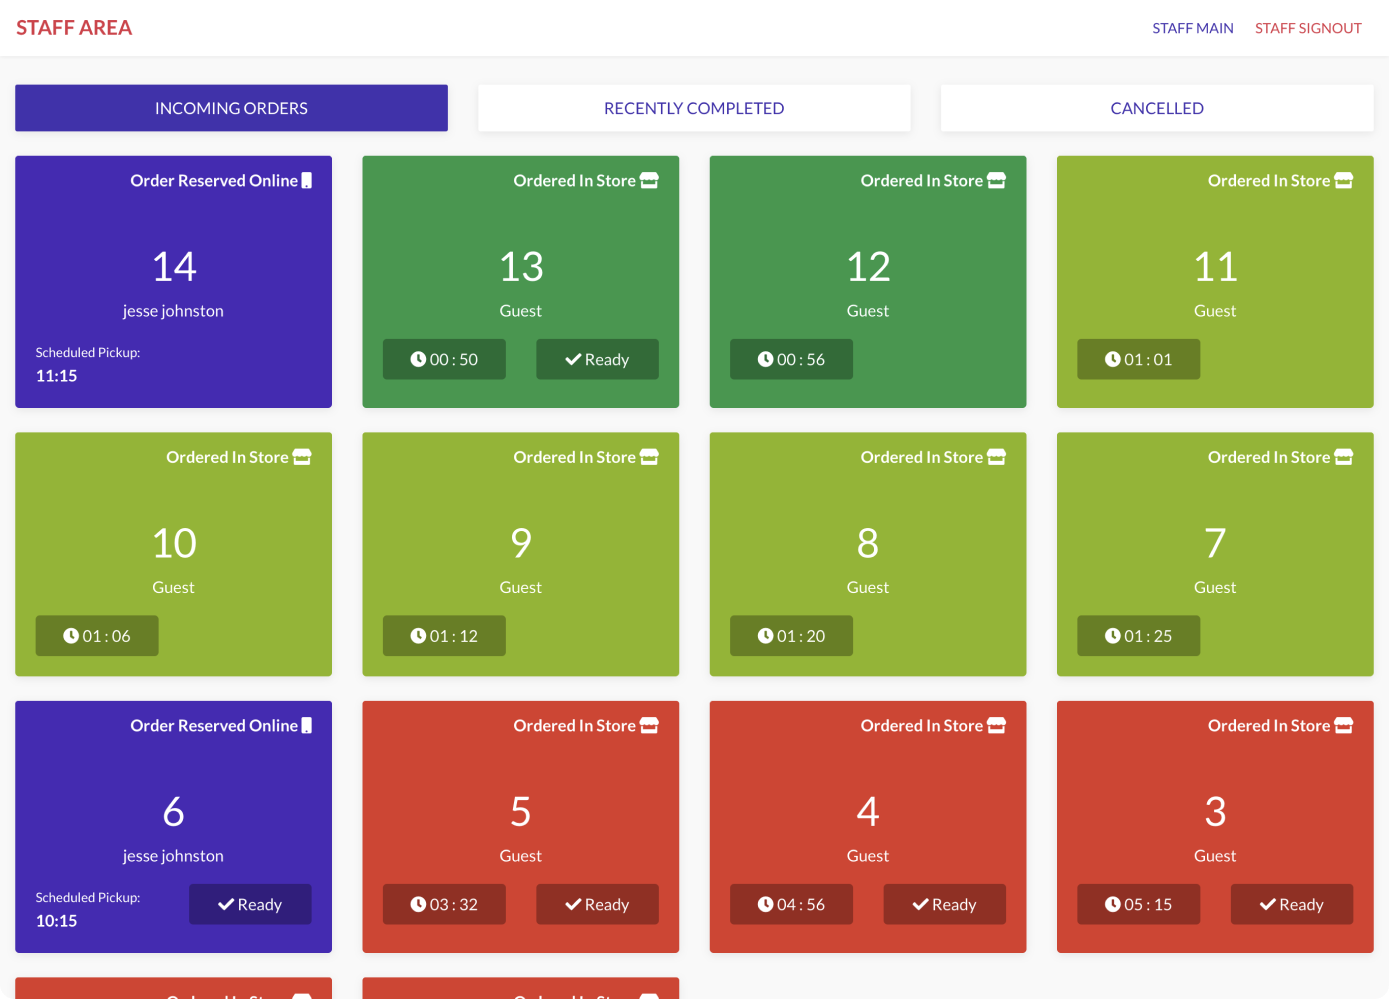 STAFF AREA
STAFF MAIN
STAFF SIGNOUT
INCOMING ORDERS
RECENTLY COMPLETED
CANCELLED
Order Reserved Online
14
jesse johnston
Scheduled Pickup:
11:15
Ordered In Store
13
Guest
00 : 50
Ready
Ordered In Store
12
Guest
00 : 56
Ordered In Store
11
Guest
01 : 01
Ordered In Store
10
Guest
01 : 06
Ordered In Store
9
Guest
01 : 12
Ordered In Store
8
Guest
01 : 20
Ordered In Store
7
Guest
01 : 25
Order Reserved Online
6
jesse johnston
Scheduled Pickup:
10:15
Ready
Ordered In Store
5
Guest
03 : 32
Ready
Ordered In Store
4
Guest
04 : 56
Ready
Ordered In Store
3
Guest
05 : 15
Ready